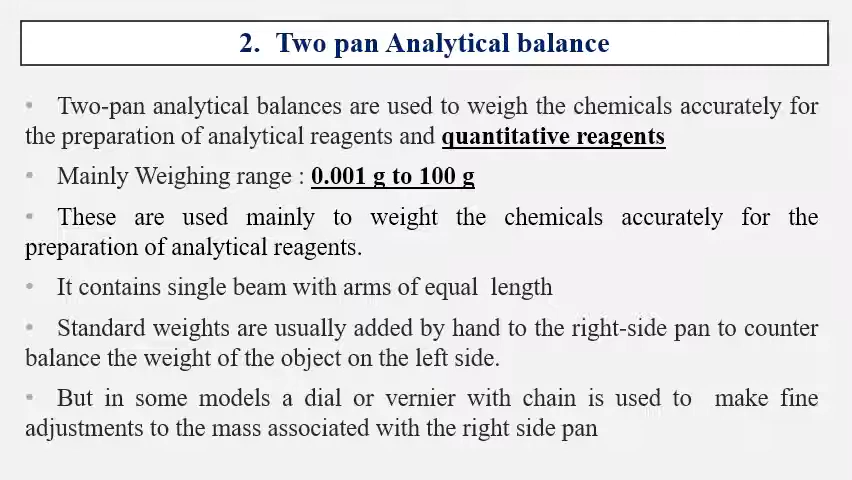 2. Two pan Analytical balance
• Two-pan analytical balances are used to weigh the chemicals accurately for
the preparation of analytical reagents and quantitative reagents
• Mainly Weighing range : 0.001 g to 100 g
• These are used mainly to weight the chemicals accurately for the
preparation of analytical reagents.
• It contains single beam with arms of equal length
• Standard weights are usually added by hand to the right-side pan to counter
balance the weight of the object on the left side.
• But in some models a dial or vernier with chain is used to make fine
adjustments to the mass associated with the right side pan